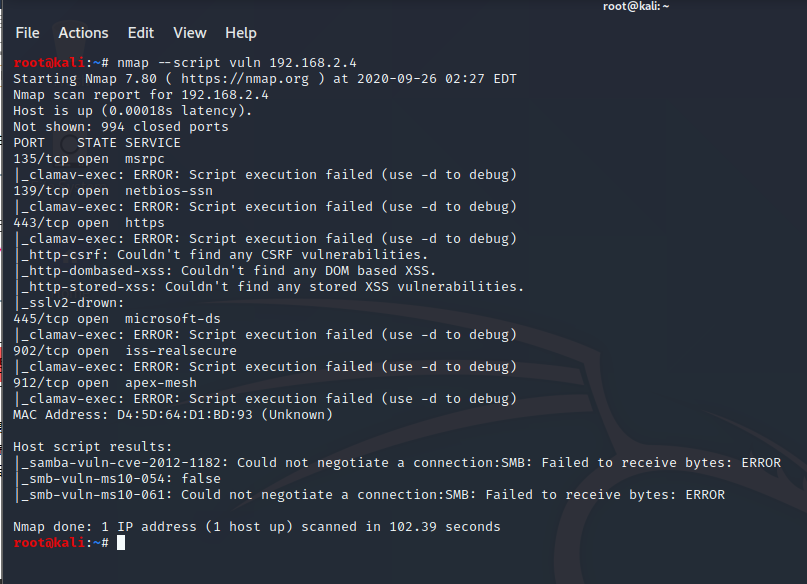 root@kali: ~
File Actions Edit View Help
root@kali:~# nmap --script vuln 192.168.2.4
Starting Nmap 7.80 ( https://nmap.org ) at 2020-09-26 02:27 EDT
Nmap scan report for 192.168.2.4
Host is up (0.00018s latency).
Not shown: 994 closed ports
PORT    STATE SERVICE
135/tcp open  msrpc
|_clamav-exec: ERROR: Script execution failed (use -d to debug)
139/tcp open  netbios-ssn
|_clamav-exec: ERROR: Script execution failed (use -d to debug)
443/tcp open  https
|_clamav-exec: ERROR: Script execution failed (use -d to debug)
|_http-csrf: Couldn't find any CSRF vulnerabilities.
|_http-dombased-xss: Couldn't find any DOM based XSS.
|_http-stored-xss: Couldn't find any stored XSS vulnerabilities.
|_sslv2-drown:
445/tcp open  microsoft-ds
|_clamav-exec: ERROR: Script execution failed (use -d to debug)
902/tcp open  iss-realsecure
|_clamav-exec: ERROR: Script execution failed (use -d to debug)
912/tcp open  apex-mesh
|_clamav-exec: ERROR: Script execution failed (use -d to debug)
MAC Address: D4:5D:64:D1:BD:93 (Unknown)
Host script results:
|_samba-vuln-cve-2012-1182: Could not negotiate a connection:SMB: Failed to receive bytes: ERROR
|_smb-vuln-ms10-054: false
|_smb-vuln-ms10-061: Could not negotiate a connection:SMB: Failed to receive bytes: ERROR
Nmap done: 1 IP address (1 host up) scanned in 102.39 seconds
root@kali:~#